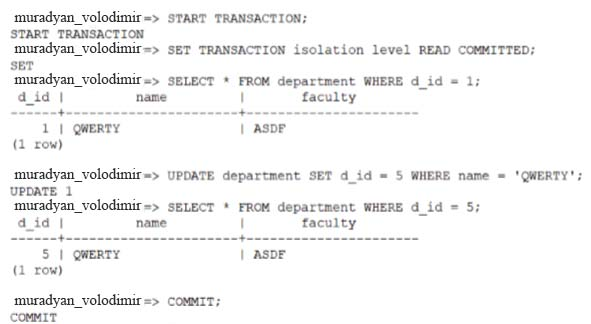 muradyan_volodimir=> START TRANSACTION;
START TRANSACTION
muradyan_volodimir=> SET TRANSACTION isolation level READ COMMITTED;
SET
muradyan_volodimir=> SELECT * FROM department WHERE d_id = 1;
 d_id |         name          |       faculty
------+-----------------------+----------------------
    1 | QWERTY                | ASDF
(1 row)
muradyan_volodimir=> UPDATE department SET d_id = 5 WHERE name = 'QWERTY';
UPDATE 1
muradyan_volodimir=> SELECT * FROM department WHERE d_id = 5;
 d_id |         name          |       faculty
------+-----------------------+----------------------
    5 | QWERTY                | ASDF
(1 row)
muradyan_volodimir=> COMMIT;
COMMIT